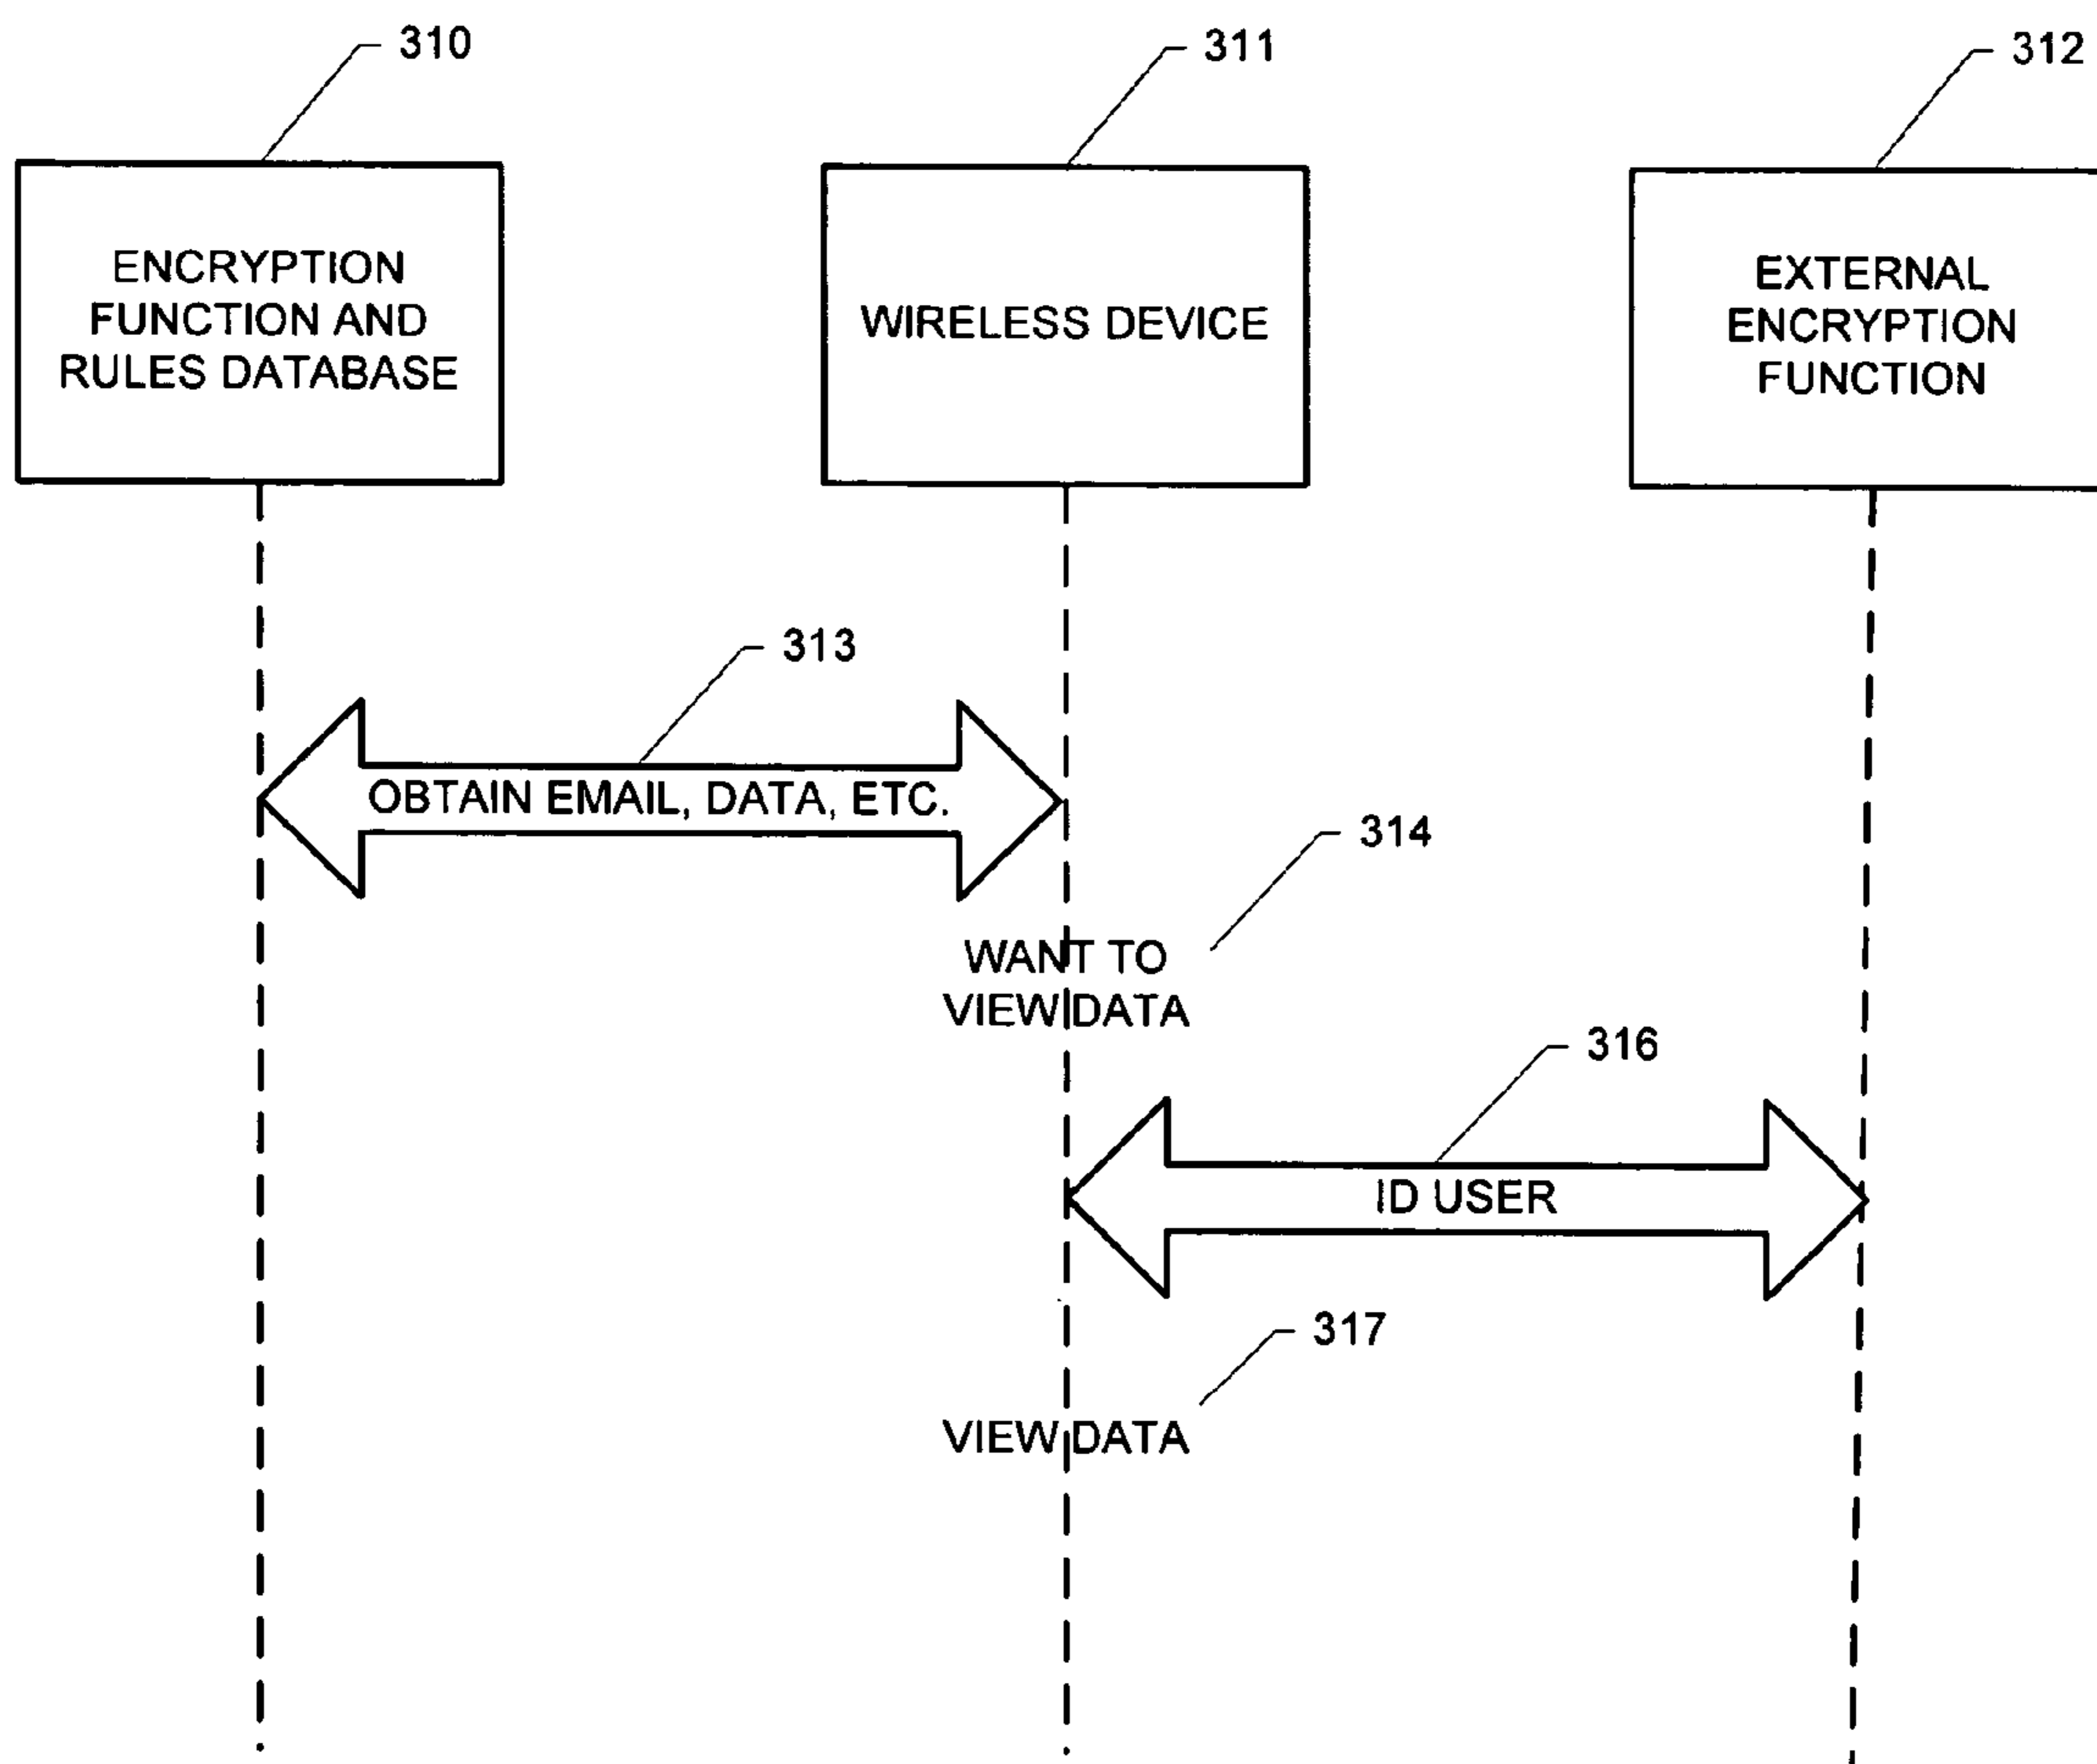 310
311
312
ENCRYPTION
FUNCTION AND
RULES DATABASE
WIRELESS DEVICE
EXTERNAL
ENCRYPTION
FUNCTION
313
OBTAIN EMAIL, DATA, ETC.
314
WANT TO
VIEW DATA
316
ID USER
317
VIEW DATA